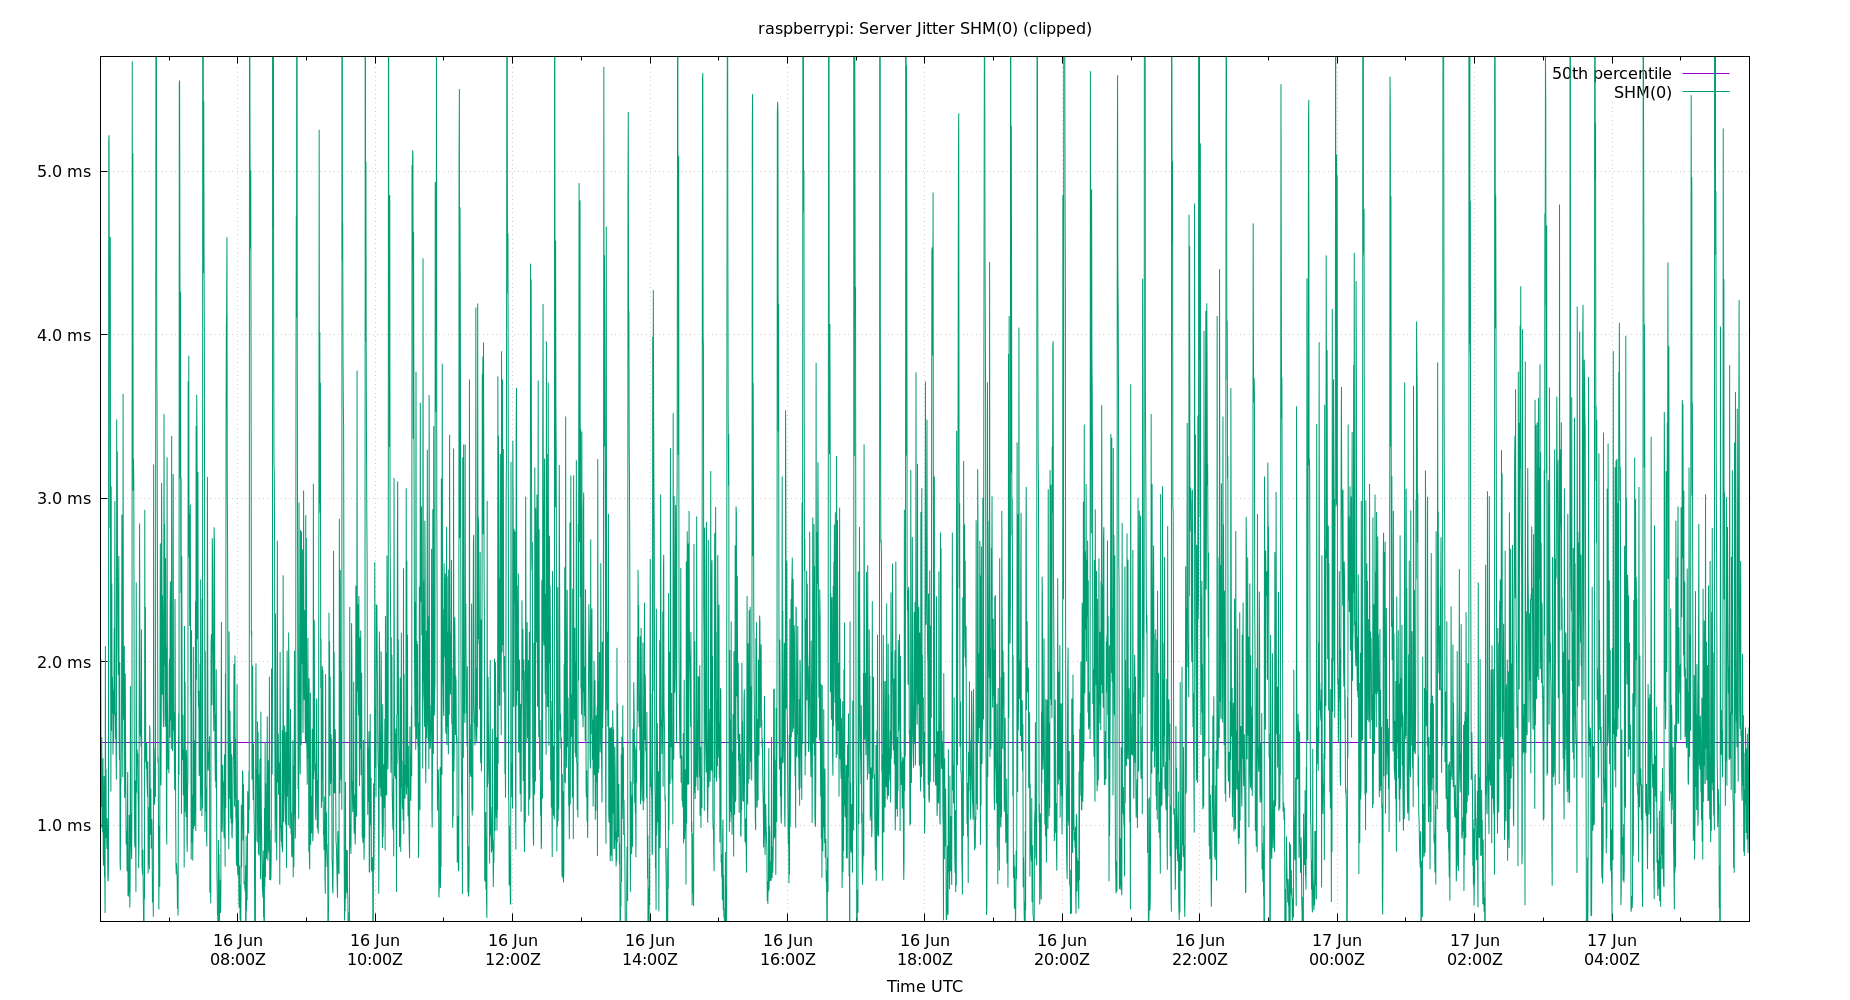 raspberrypi: Server Jitter SHM(0) (clipped)
50th percentile
SHM(0)
5.0 ms
4.0 ms
3.0 ms
2.0 ms
1.0 ms
16 Jun 16 Jun 16 Jun 16 Jun 16 Jun 16 Jun 16 Jun 16 Jun 17 Jun 17 Jun 17 Jun
08:00Z 10:00Z 12:00Z 14:00Z 16:00Z 18:00Z 20:00Z 22:00Z 00:00Z 02:00Z 04:00Z
Time UTC